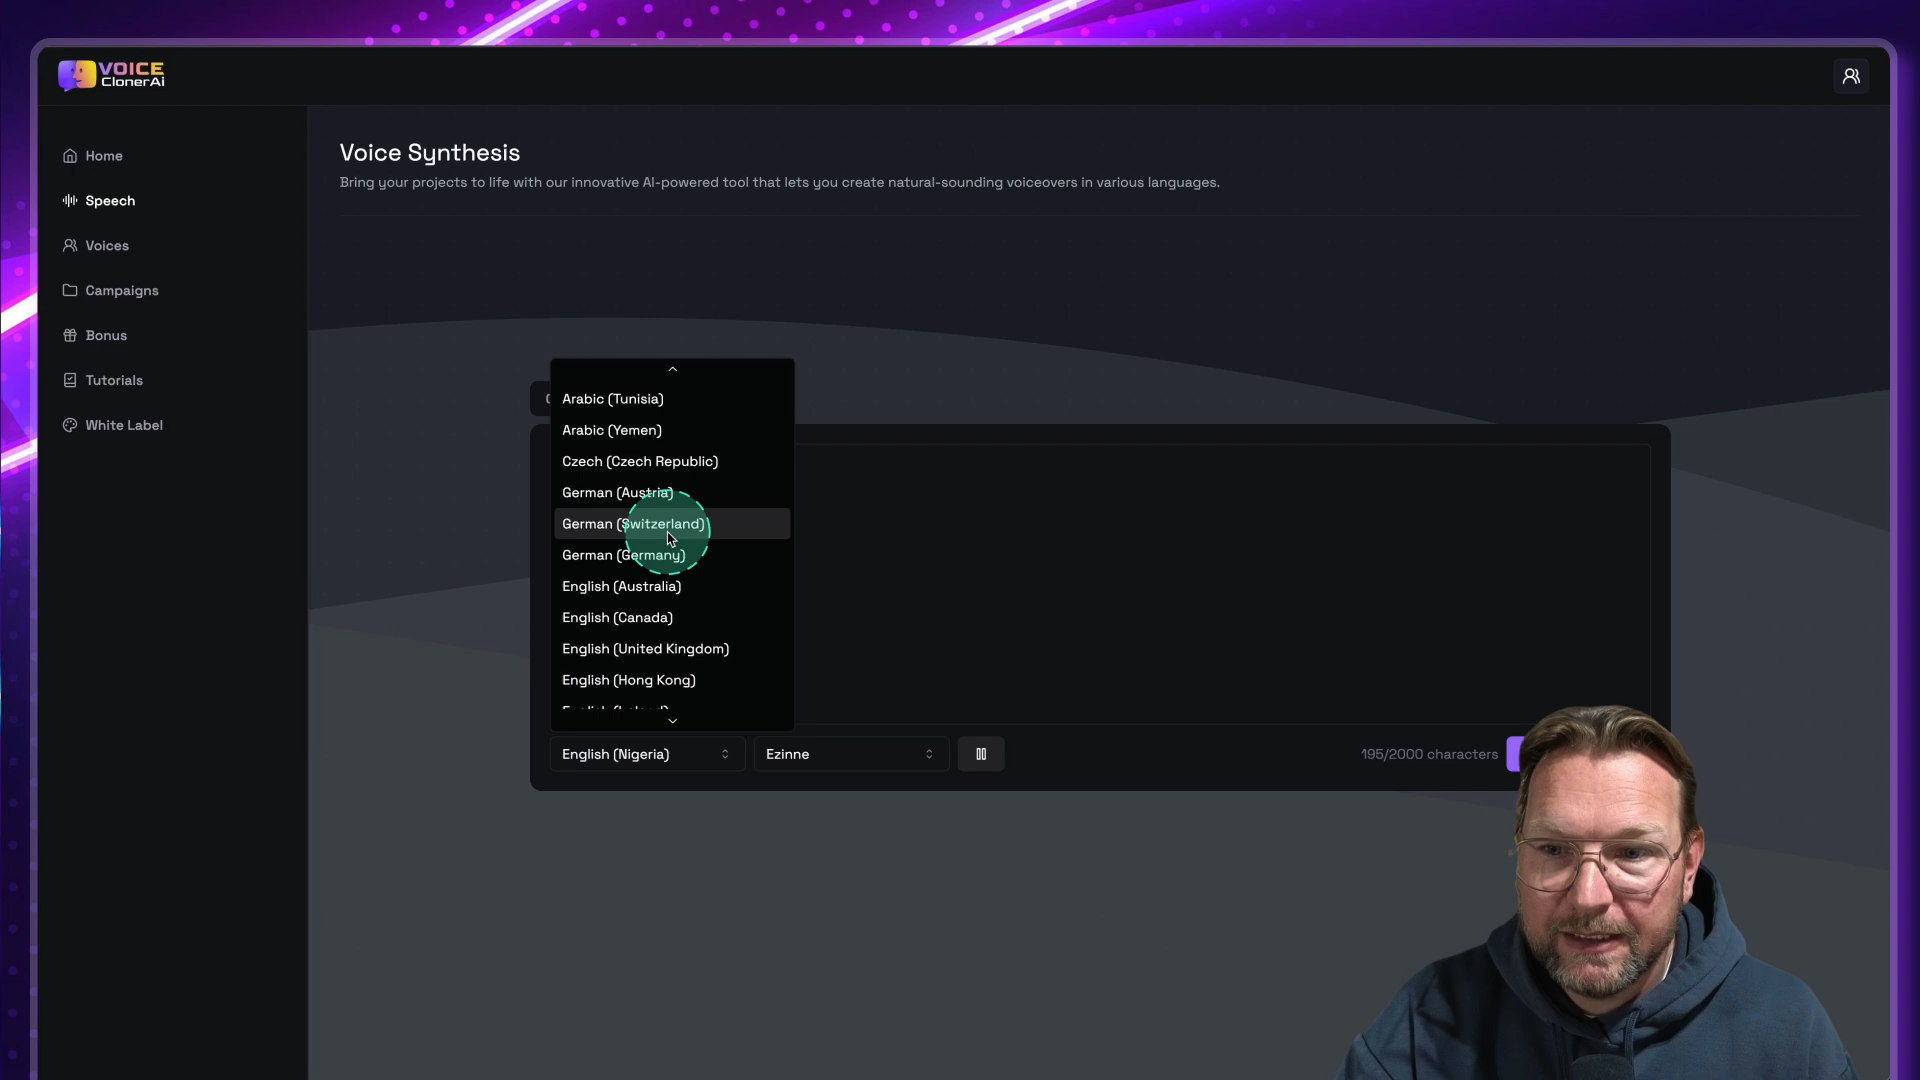 VOICE
ClonerAi
Home
Speech
Voices
Campaigns
Bonus
Tutorials
White Label
Voice Synthesis
Bring your projects to life with our innovative AI-powered tool that lets you create natural-sounding voiceovers in various languages.
Arabic (Tunisia)
Arabic (Yemen)
Czech (Czech Republic)
German (Austria)
German (Switzerland)
German (Germany)
English (Australia)
English (Canada)
English (United Kingdom)
English (Hong Kong)
English (Nigeria)
Ezinne
195/2000 characters